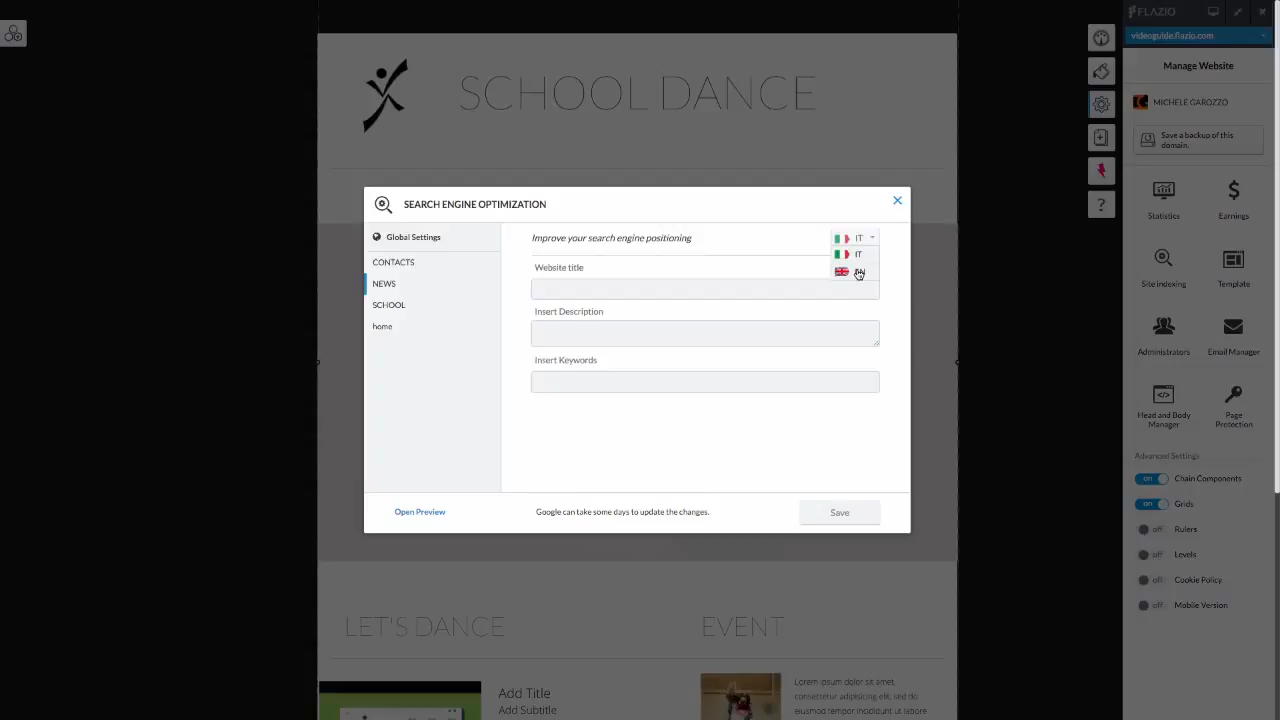 FLAZIO
videoguide.flazio.com
Manage Website
MICHELE GAROZZO
Save a backup of this
domain.
Statistics
Earnings
Site indexing
Template
Administrators
Email Manager
Head and Body
Manager
Page
Protection
Advanced Settings
on Chain Components
on Grids
off Rulers
off Levels
off Cookie Policy
off Mobile Version
?
SCHOOL DANCE
SEARCH ENGINE OPTIMIZATION
Global Settings
CONTACTS
NEWS
SCHOOL
home
Improve your search engine positioning
IT
IT
Website title
Insert Description
Insert Keywords
Open Preview
Google can take some days to update the changes.
Save
LET'S DANCE
EVENT
Add Title
Add Subtitle
Lorem ipsum dolor sit amet,
consectetur adipiscing elit, sed do
eiusmod tempor incididunt ut labore